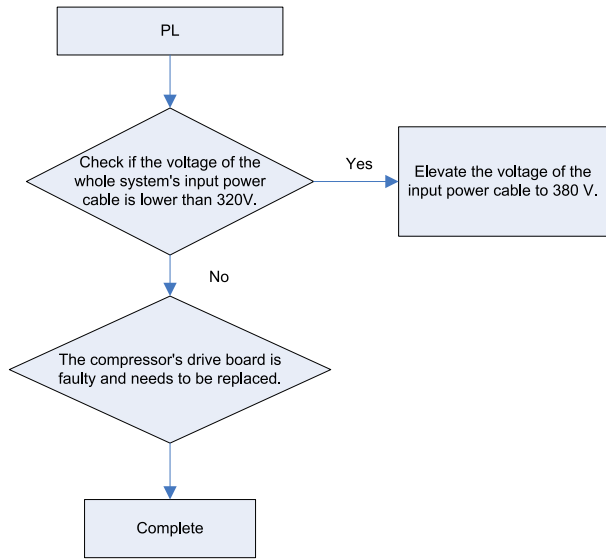 PL
Check if the voltage of the
whole system's input power
cable is lower than 320V.
Yes
Elevate the voltage of the
input power cable to 380 V.
No
The compressor's drive board is
faulty and needs to be replaced.
Complete